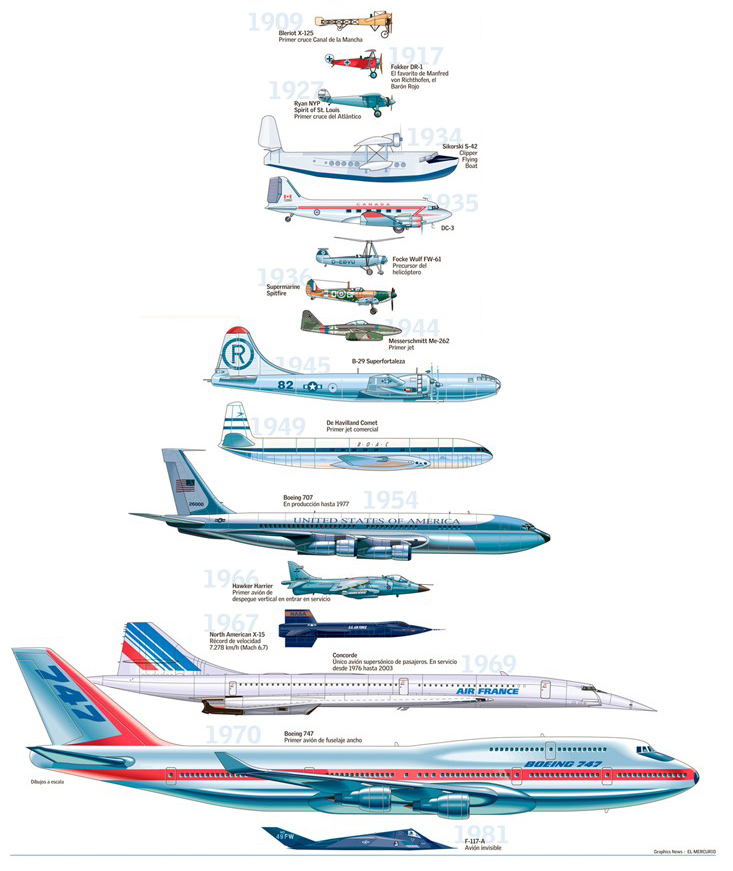 1909
Bleriot X-125
Primer cruce Canal de la Mancha
1917
Fokker DR-1
El favorito de Manfred
von Richthofen, el
Barón Rojo
1927
Ryan NYP
Spirit of St. Louis
Primer cruce del Atlántico
1934
Sikorski S-42
Clipper
Flying
Boat
1935
CANADA
DC-3
D-EBVU
Focke Wulf FW-61
Precursor del
helicóptero
1936
Supermarine
Spitfire
1944
Messerschmitt Me-262
Primer jet
B-29 Superfortaleza
1945
R
82
1949
De Havilland Comet
Primer jet comercial
B·O·A·C
Boeing 707
En producción hasta 1977
1954
26000
UNITED STATES OF AMERICA
1966
Hawker Harrier
Primer avión de
despegue vertical en entrar en servicio
1967
North American X-15
Récord de velocidad
7.278 km/h (Mach 6,7)
NASA
U.S. AIR FORCE
Concorde
Único avión supersónico de pasajeros. En servicio
desde 1976 hasta 2003
1969
AIR FRANCE
1970
Boeing 747
Primer avión de fuselaje ancho
747
BOEING 747
Dibujos a escala
49FW
1981
F-117-A
Avión invisible
Graphics News - EL MERCURIO